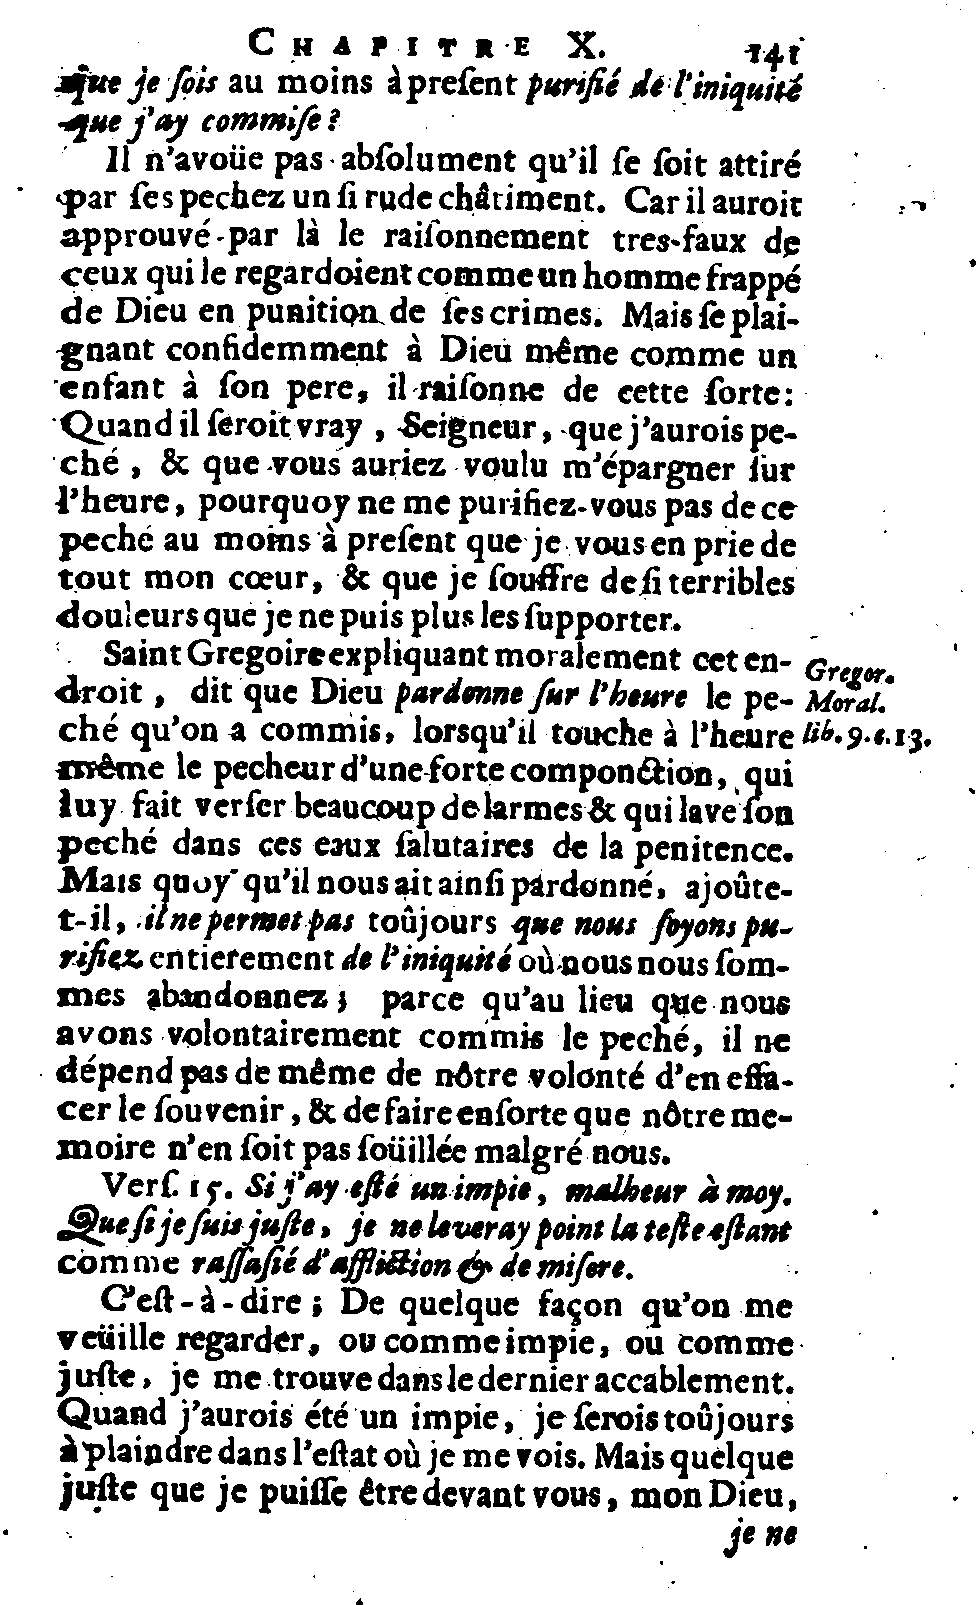 CHAPITRE X. 141
que je ſois au moins à preſent purifié de l'iniquité
que j'ay commiſe?
Il n'avoüe pas abſolument qu'il ſe ſoit attiré
par ſes pechez un ſi rude châtiment. Car il auroit
approuvé par là le raiſonnement tres-faux de
ceux qui le regardoient comme un homme frappé
de Dieu en punition de ſes crimes. Mais ſe plai-
gnant confidemment à Dieu même comme un
enfant à ſon pere, il raiſonne de cette ſorte:
Quand il ſeroit vray, Seigneur, que j'aurois pe-
ché, & que vous auriez voulu m'épargner ſur
l'heure, pourquoy ne me purifiez-vous pas de ce
peché au moins à preſent que je vous en prie de
tout mon cœur, & que je ſouffre de ſi terribles
douleurs que je ne puis plus les ſupporter.
Saint Gregoire expliquant moralement cet en-
droit, dit que Dieu pardonne ſur l'heure le pe-
ché qu'on a commis, lorsqu'il touche à l'heure
même le pecheur d'une forte componction, qui
luy fait verſer beaucoup de larmes & qui lave ſon
peché dans ces eaux ſalutaires de la penitence.
Mais quoy qu'il nous ait ainſi pardonné, ajoûte-
t-il, il ne permet pas toûjours que nous ſoyons pu-
rifiez entierement de l'iniquité où nous nous ſom-
mes abandonnez; parce qu'au lieu que nous
avons volontairement commis le peché, il ne
dépend pas de même de nôtre volonté d'en effa-
cer le ſouvenir, & de faire enſorte que nôtre me-
moire n'en ſoit pas ſoüillée malgré nous.
Gregor.
Moral.
lib. 9. c. 13.
Verſ. 15. Si j'ay eſté un impie, malheur à moy.
Que ſi je ſuis juſte, je ne leveray point la teſte eſtant
comme raſſaſié d'affliction & de miſere.
C'eſt-à-dire; De quelque façon qu'on me
veüille regarder, ou comme impie, ou comme
juſte, je me trouve dans le dernier accablement.
Quand j'aurois été un impie, je ſerois toûjours
à plaindre dans l'eſtat où je me vois. Mais quelque
juſte que je puiſſe être devant vous, mon Dieu,
je ne